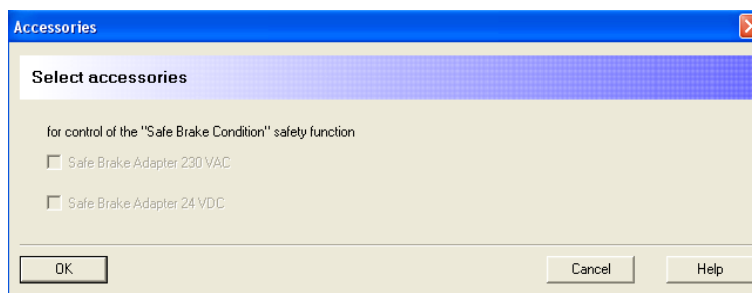 Accessories
Select accessories
for control of the "Safe Brake Condition" safety function
Safe Brake Adapter 230 VAC
Safe Brake Adapter 24 VDC
OK Cancel Help